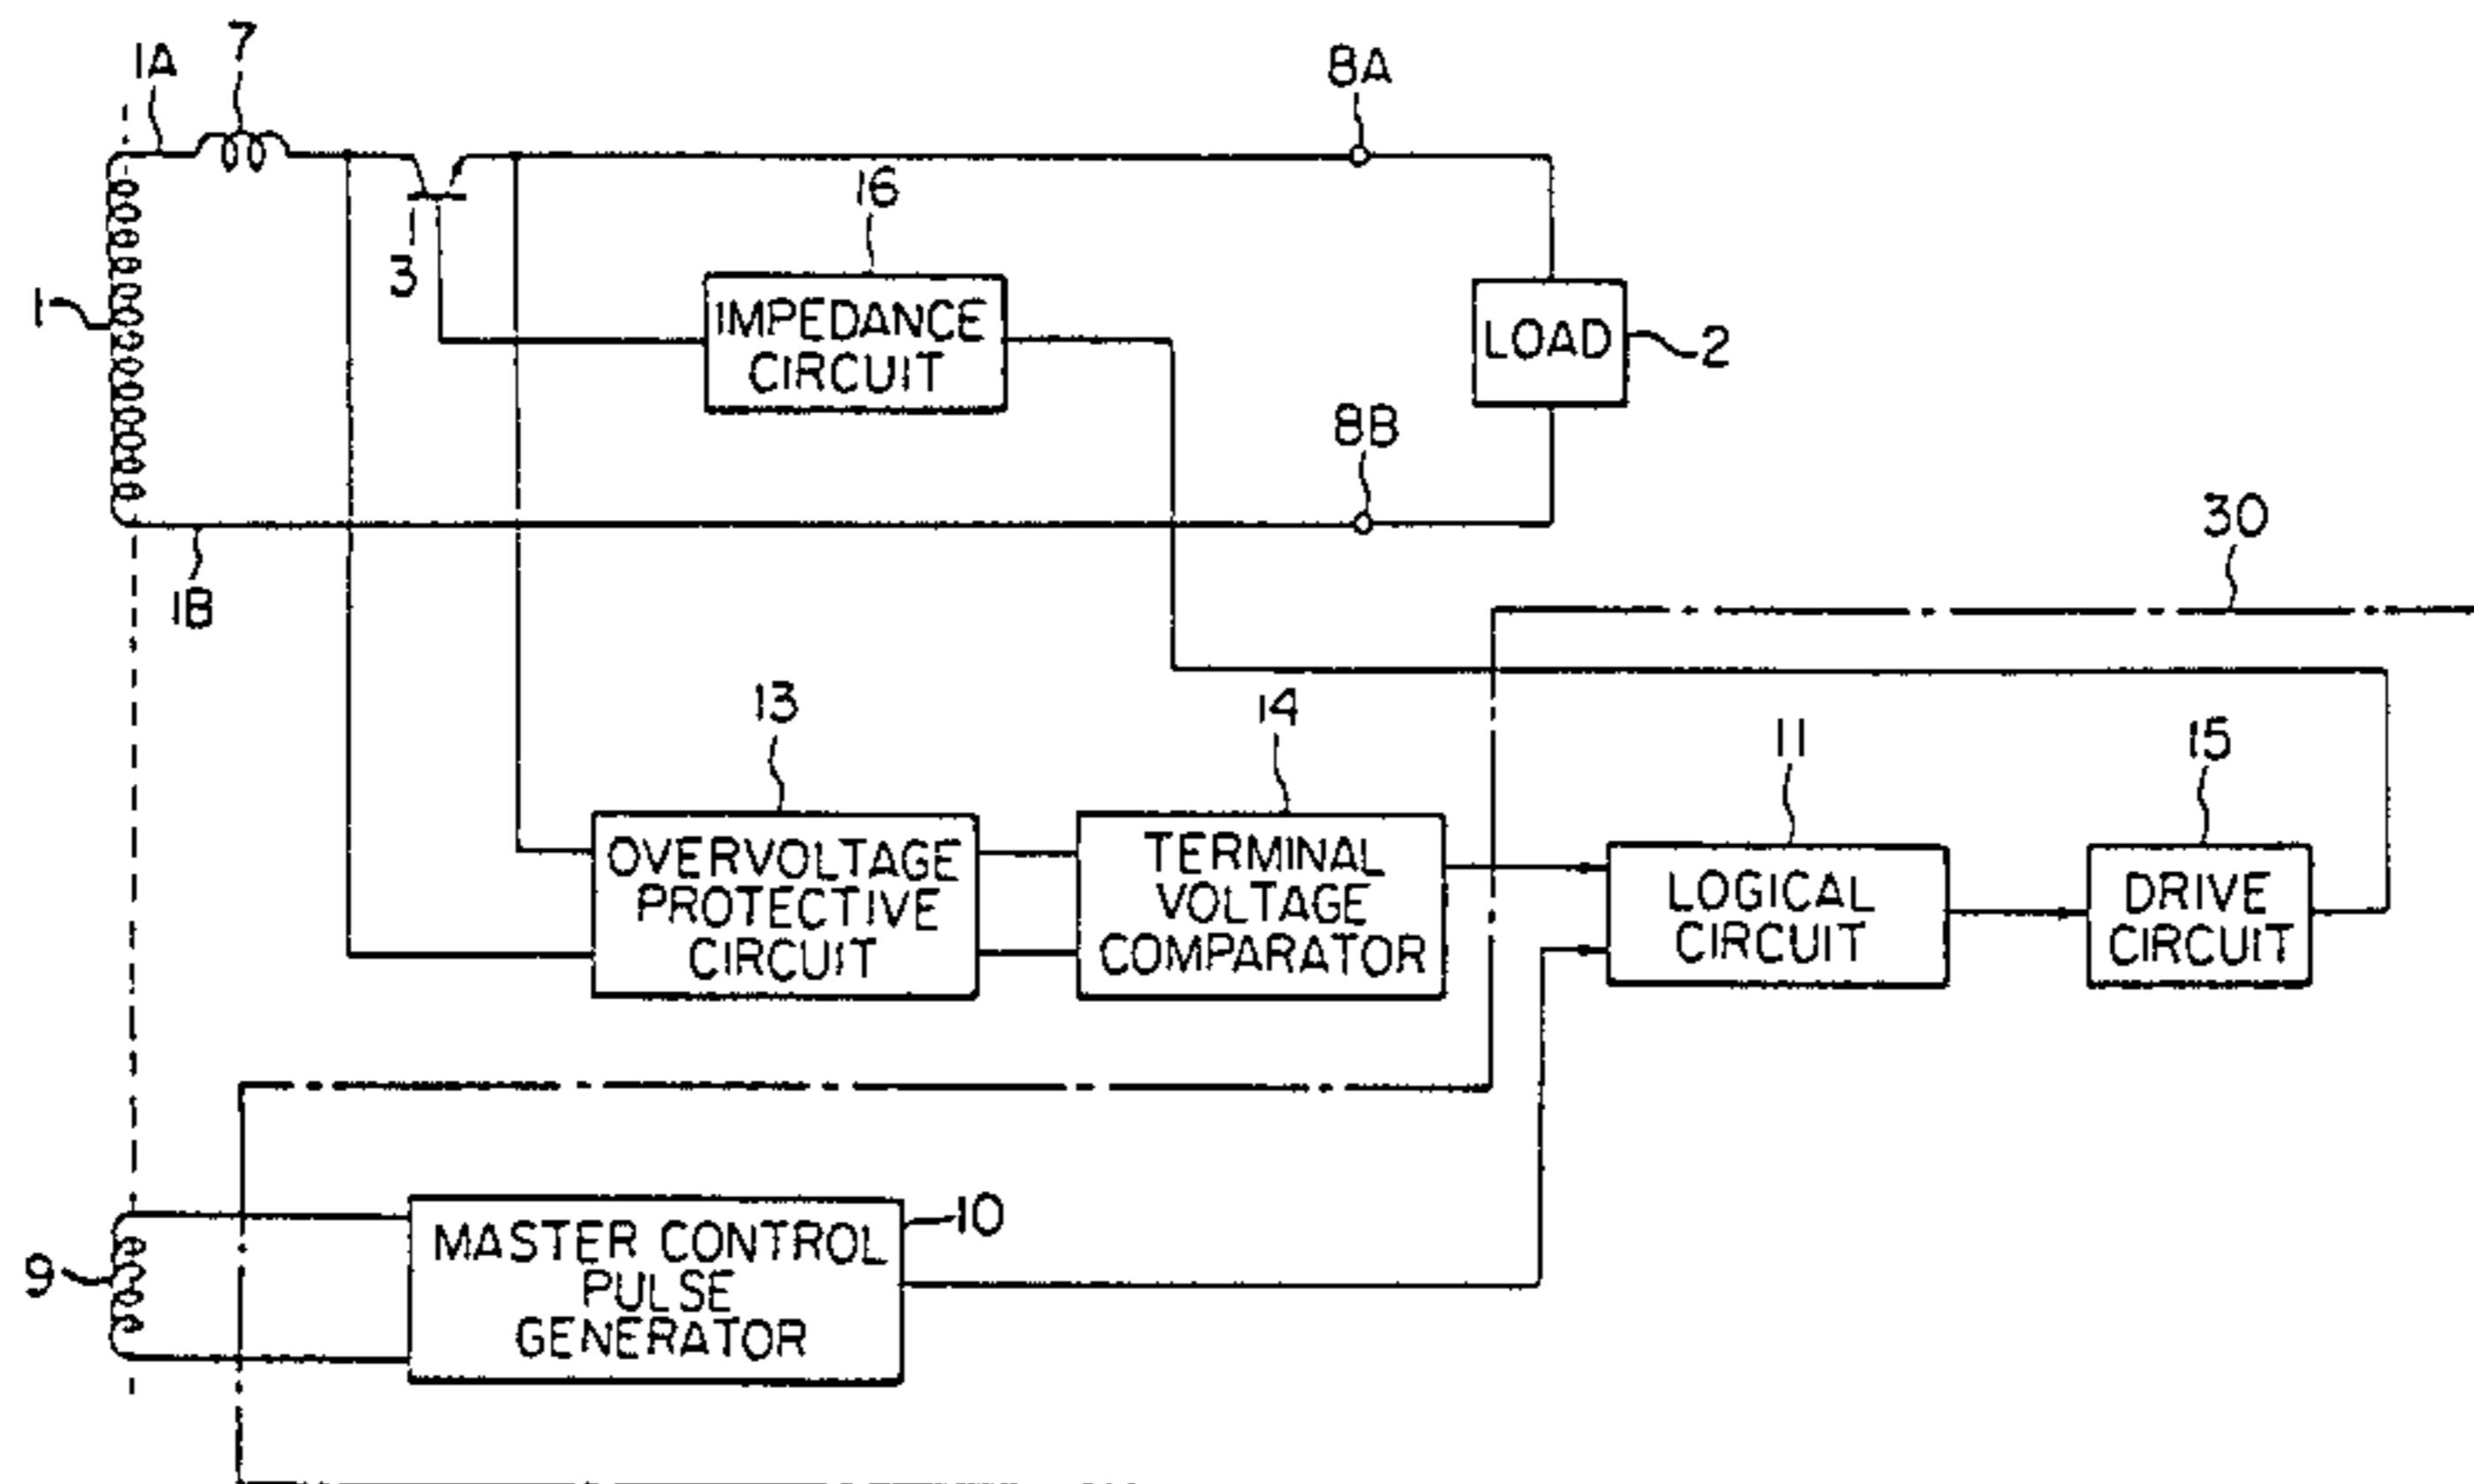 7
1A
8A
16
3
1
IMPEDANCE
CIRCUIT
LOAD
2
8B
30
1B
13
14
11
15
OVERVOLTAGE
PROTECTIVE
CIRCUIT
TERMINAL
VOLTAGE
COMPARATOR
LOGICAL
CIRCUIT
DRIVE
CIRCUIT
10
9
MASTER CONTROL
PULSE
GENERATOR